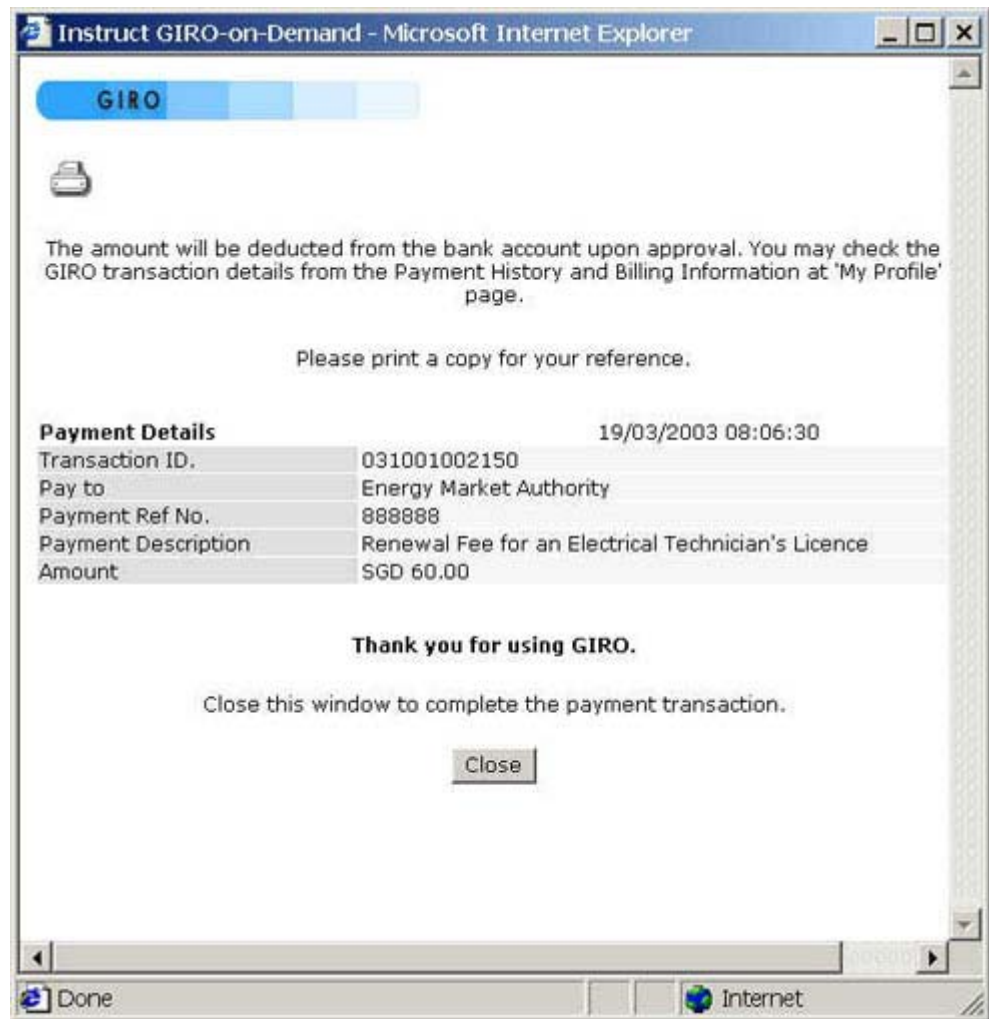 Instruct GIRO-on-Demand - Microsoft Internet Explorer
GIRO
The amount will be deducted from the bank account upon approval. You may check the
GIRO transaction details from the Payment History and Billing Information at 'My Profile'
page.
Please print a copy for your reference.
Payment Details 19/03/2003 08:06:30
Transaction ID. 031001002150
Pay to Energy Market Authority
Payment Ref No. 888888
Payment Description Renewal Fee for an Electrical Technician's Licence
Amount SGD 60.00
Thank you for using GIRO.
Close this window to complete the payment transaction.
Close
Done Internet